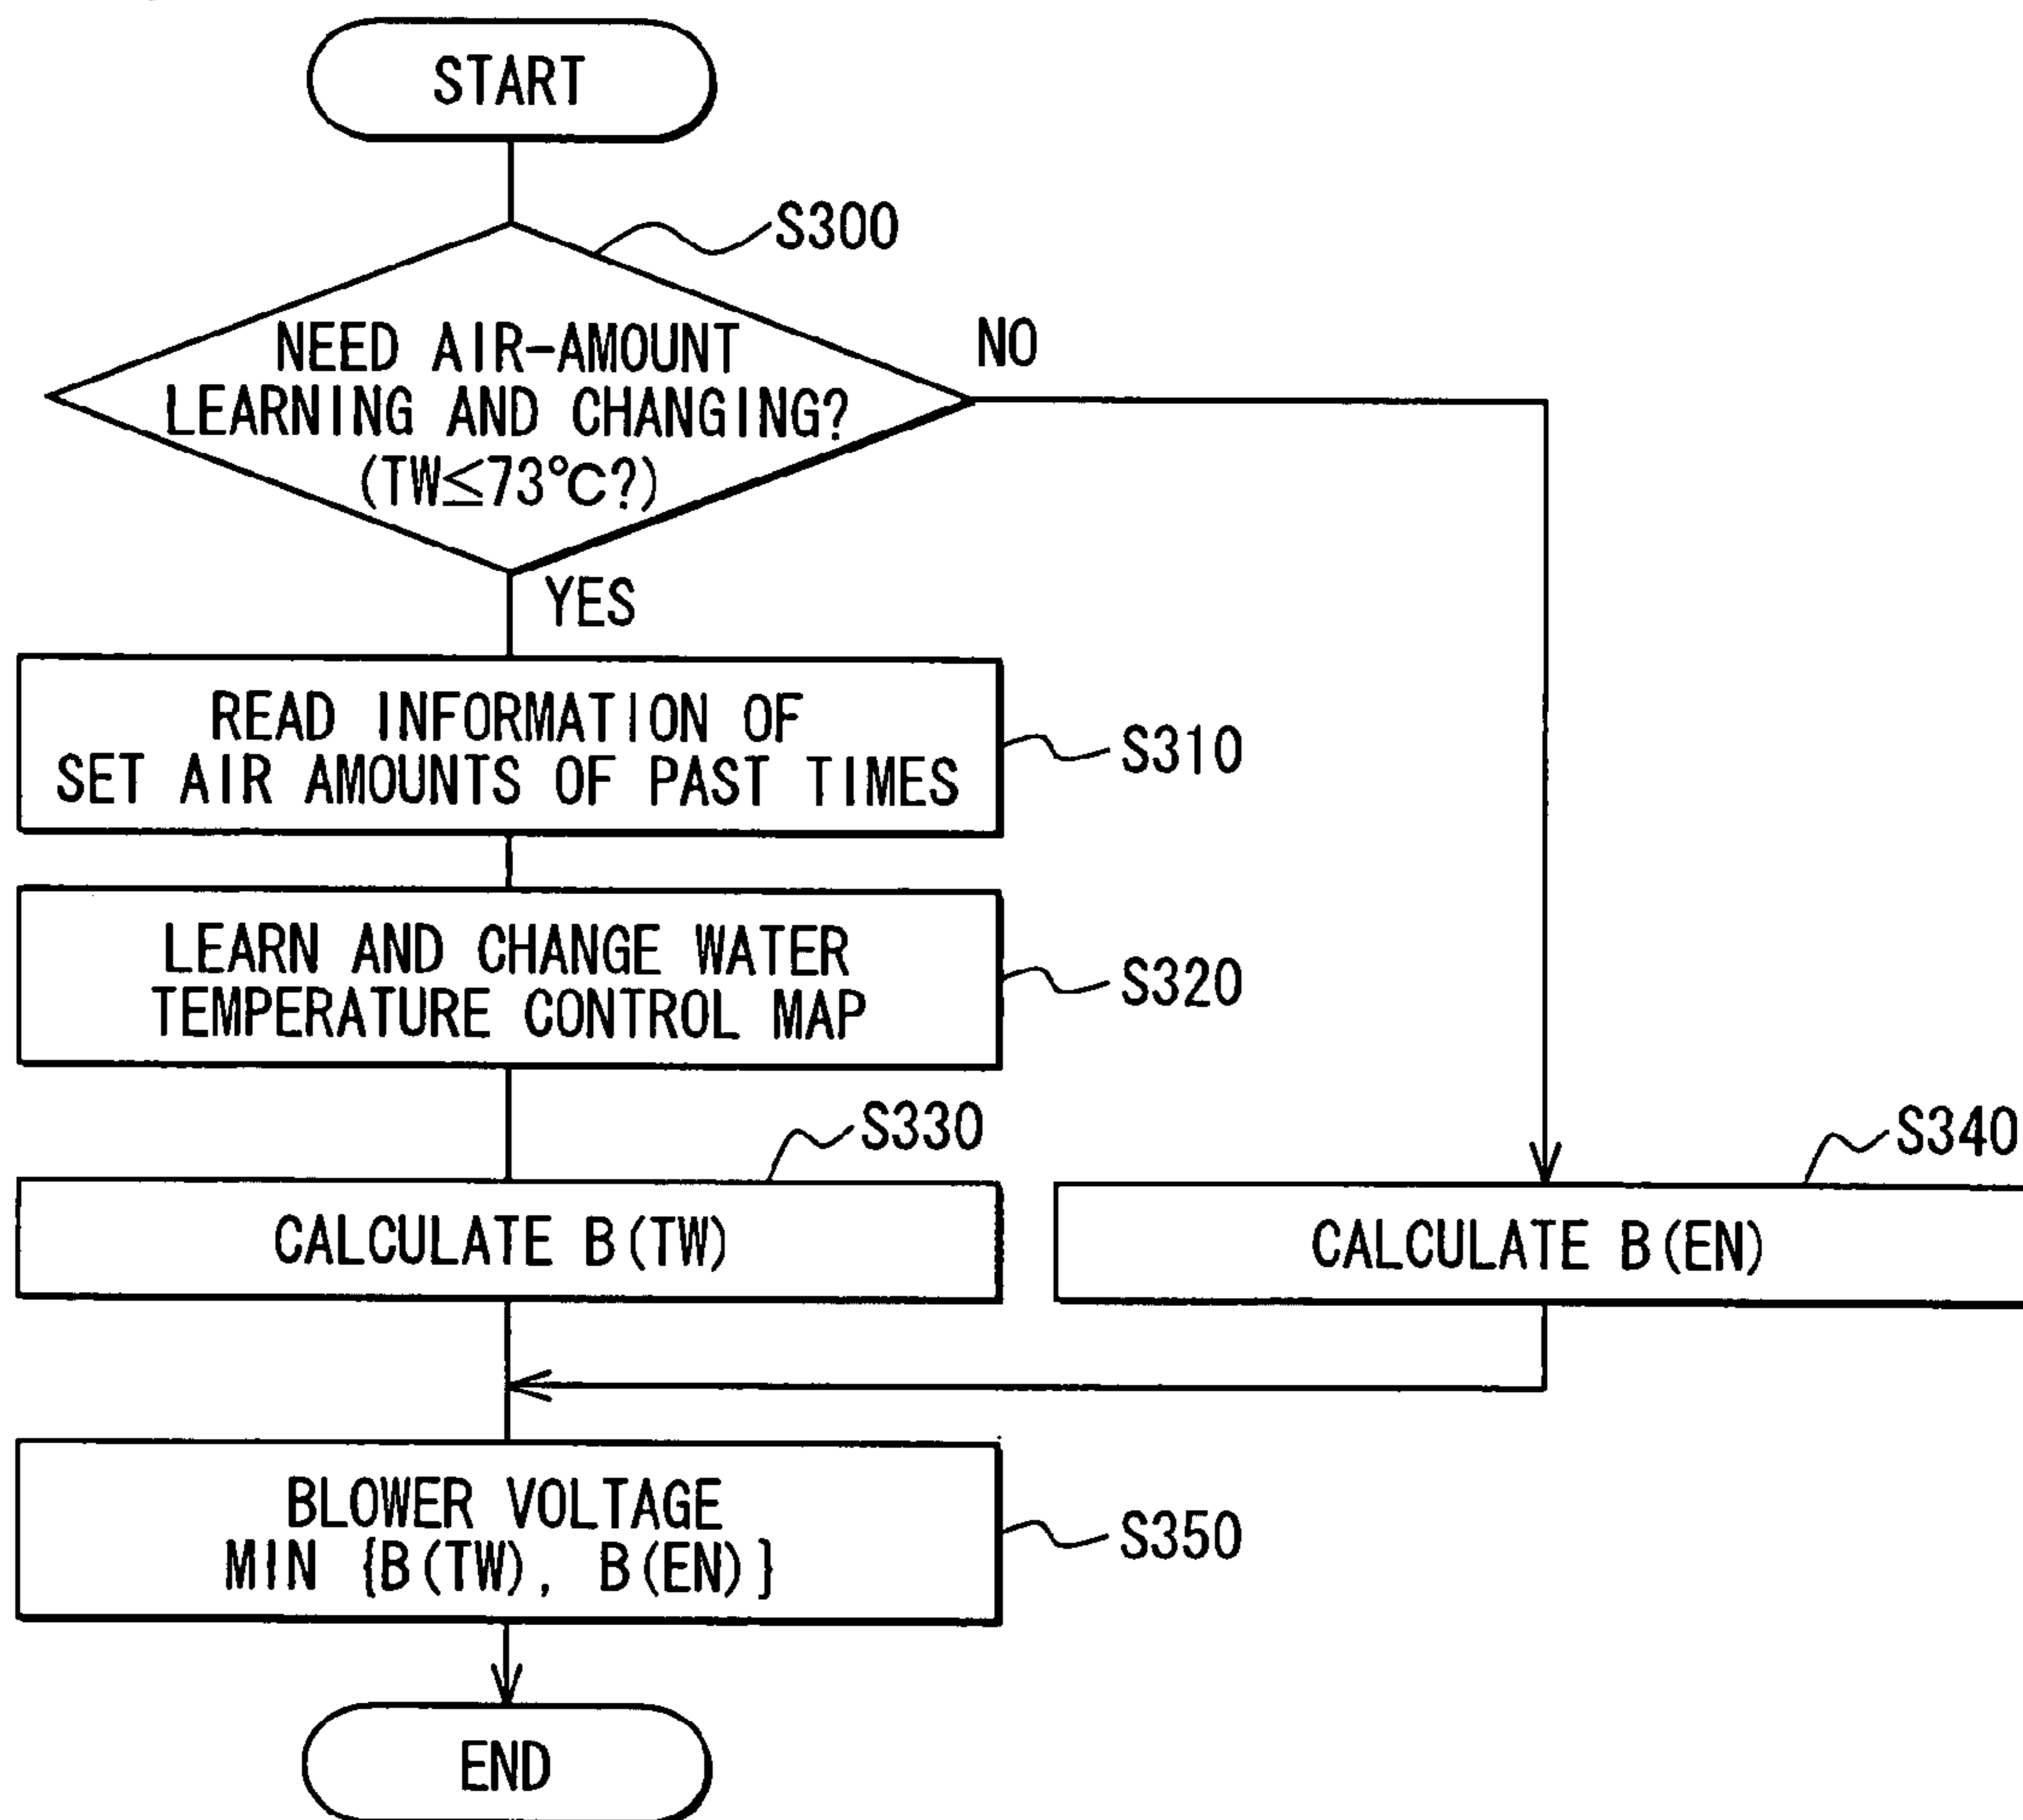 START
S300
NEED AIR-AMOUNT
LEARNING AND CHANGING?
(TW≦73°C?)
NO
YES
READ INFORMATION OF
SET AIR AMOUNTS OF PAST TIMES
S310
LEARN AND CHANGE WATER
TEMPERATURE CONTROL MAP
S320
S330
CALCULATE B(TW)
S340
CALCULATE B(EN)
BLOWER VOLTAGE
MIN {B(TW), B(EN)}
S350
END